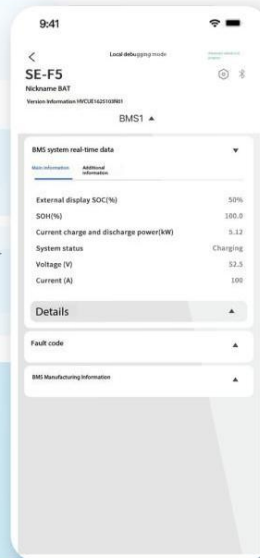 9:41
Local debugging mode
SE-F5
Nickname BAT
BMS1 ▲
BMS system real-time data ▼
Main information Additional information
External display SOC(%) 50%
SOH(%) 100.0
Current charge and discharge power(kW) 5.12
System status Charging
Voltage (V) 52.5
Current (A) 100
Details ▲
Fault code ▲
BMS Manufacturing Information ▲